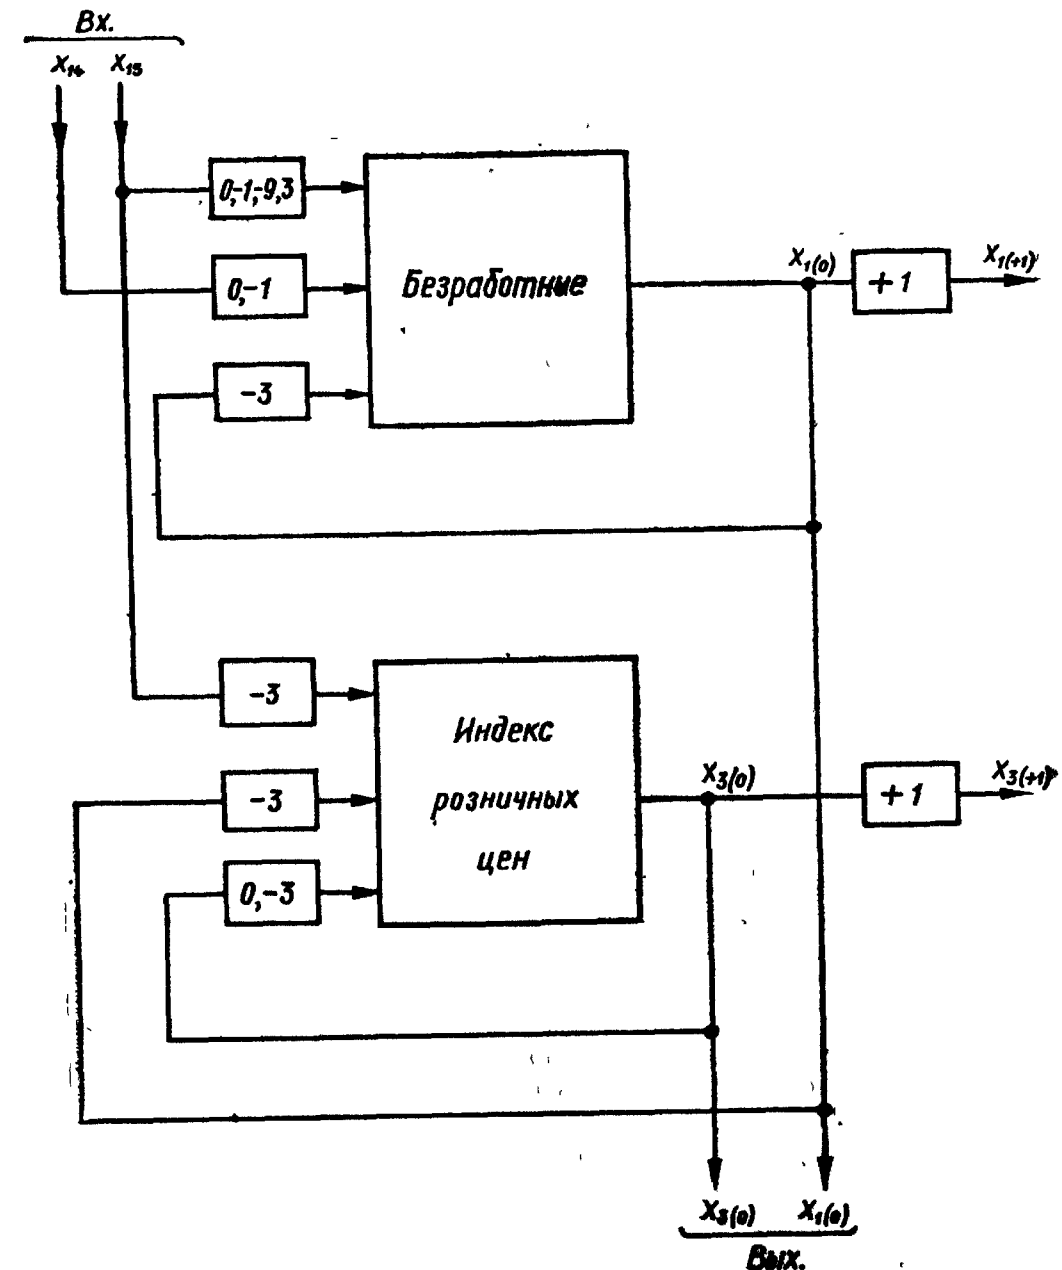 Вх.
x₁₄ x₁₅
0,-1,-9,3
0,-1
-3
Безработние
x₁₍₀₎
+1
x₁₍₊₁₎
-3
-3
0,-3
Индекс
розничных
цен
x₃₍₀₎
+1
x₃₍₊₁₎
x₃₍₀₎ x₁₍₀₎
Вых.